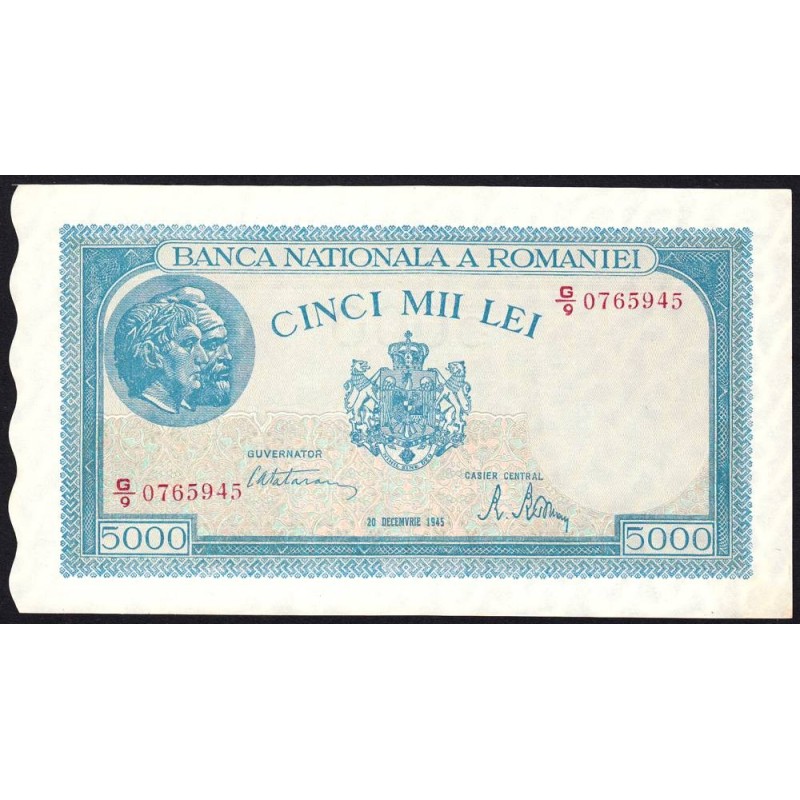 BANCA NATIONALA A ROMANIEI
CINCI MII LEI
G/9 0765945
GUVERNATOR
CASIER CENTRAL
G/9 0765945
20 DECEMVRIE 1945
5000
5000